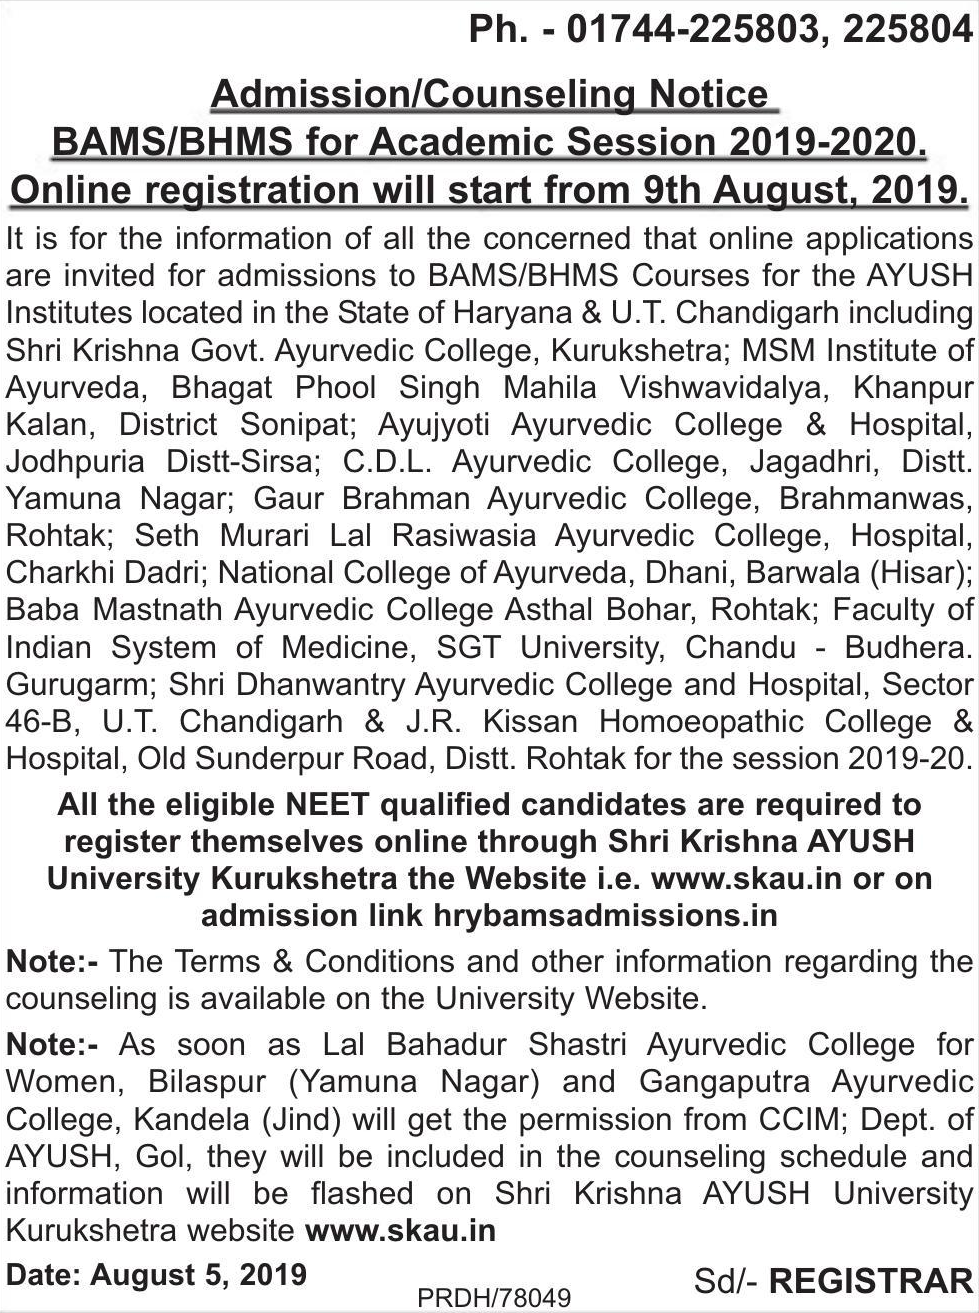 Ph. - 01744-225803, 225804
Admission/Counseling Notice
BAMS/BHMS for Academic Session 2019-2020.
Online registration will start from 9th August, 2019.
It is for the information of all the concerned that online applications
are invited for admissions to BAMS/BHMS Courses for the AYUSH
Institutes located in the State of Haryana & U.T. Chandigarh including
Shri Krishna Govt. Ayurvedic College, Kurukshetra; MSM Institute of
Ayurveda, Bhagat Phool Singh Mahila Vishwavidalya, Khanpur
Kalan, District Sonipat; Ayujyoti Ayurvedic College & Hospital,
Jodhpuria Distt-Sirsa; C.D.L. Ayurvedic College, Jagadhri, Distt.
Yamuna Nagar; Gaur Brahman Ayurvedic College, Brahmanwas,
Rohtak; Seth Murari Lal Rasiwasia Ayurvedic College, Hospital,
Charkhi Dadri; National College of Ayurveda, Dhani, Barwala (Hisar);
Baba Mastnath Ayurvedic College Asthal Bohar, Rohtak; Faculty of
Indian System of Medicine, SGT University, Chandu - Budhera.
Gurugarm; Shri Dhanwantry Ayurvedic College and Hospital, Sector
46-B, U.T. Chandigarh & J.R. Kissan Homoeopathic College &
Hospital, Old Sunderpur Road, Distt. Rohtak for the session 2019-20.
All the eligible NEET qualified candidates are required to
register themselves online through Shri Krishna AYUSH
University Kurukshetra the Website i.e. www.skau.in or on
admission link hrybamsadmissions.in
Note:- The Terms & Conditions and other information regarding the
counseling is available on the University Website.
Note:- As soon as Lal Bahadur Shastri Ayurvedic College for
Women, Bilaspur (Yamuna Nagar) and Gangaputra Ayurvedic
College, Kandela (Jind) will get the permission from CCIM; Dept. of
AYUSH, GoI, they will be included in the counseling schedule and
information will be flashed on Shri Krishna AYUSH University
Kurukshetra website www.skau.in
Date: August 5, 2019
PRDH/78049
Sd/- REGISTRAR